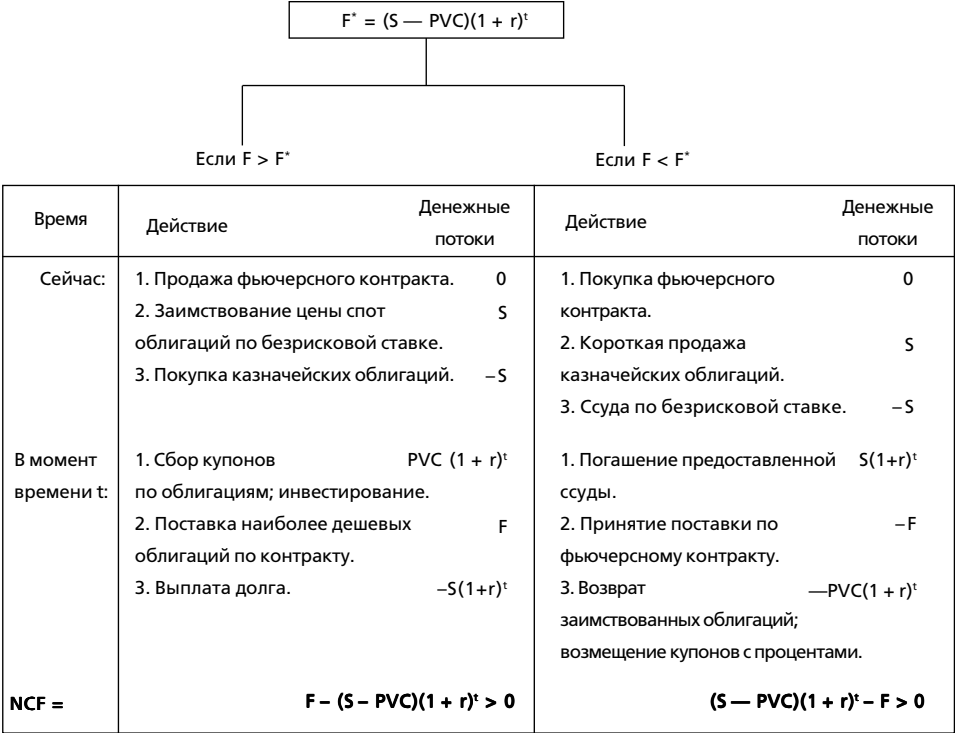 F* = (S — PVC)(1 + r)ᵗ
Если F > F*
Если F < F*
Время
Действие
Денежные
потоки
Действие
Денежные
потоки
Сейчас:
1. Продажа фьючерсного контракта. 0
2. Заимствование цены спот S
облигаций по безрисковой ставке.
3. Покупка казначейских облигаций. –S
1. Покупка фьючерсного 0
контракта.
2. Короткая продажа S
казначейских облигаций.
3. Ссуда по безрисковой ставке. –S
В момент
времени t:
1. Сбор купонов PVC (1 + r)ᵗ
по облигациям; инвестирование.
2. Поставка наиболее дешевых F
облигаций по контракту.
3. Выплата долга. –S(1+r)ᵗ
1. Погашение предоставленной S(1+r)ᵗ
ссуды.
2. Принятие поставки по –F
фьючерсному контракту.
3. Возврат —PVC(1 + r)ᵗ
заимствованных облигаций;
возмещение купонов с процентами.
NCF = F – (S – PVC)(1 + r)ᵗ > 0 (S — PVC)(1 + r)ᵗ – F > 0